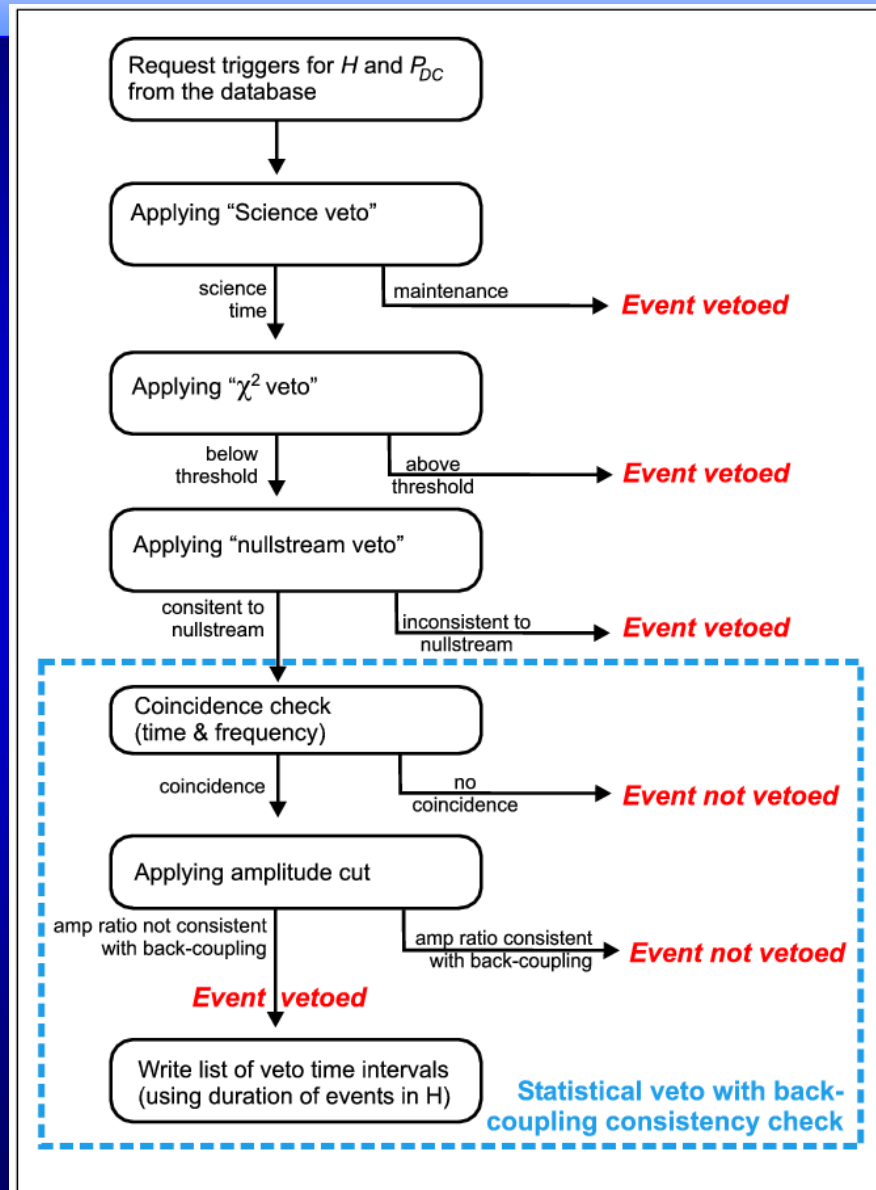 Request triggers for H and P_DC
from the database
Applying “Science veto”
science
time
maintenance
Event vetoed
Applying “χ² veto”
below
threshold
above
threshold
Event vetoed
Applying “nullstream veto”
consitent to
nullstream
inconsistent to
nullstream
Event vetoed
Coincidence check
(time & frequency)
coincidence
no
coincidence
Event not vetoed
Applying amplitude cut
amp ratio not consistent
with back-coupling
amp ratio consistent
with back-coupling
Event not vetoed
Event vetoed
Write list of veto time intervals
(using duration of events in H)
Statistical veto with back-
coupling consistency check